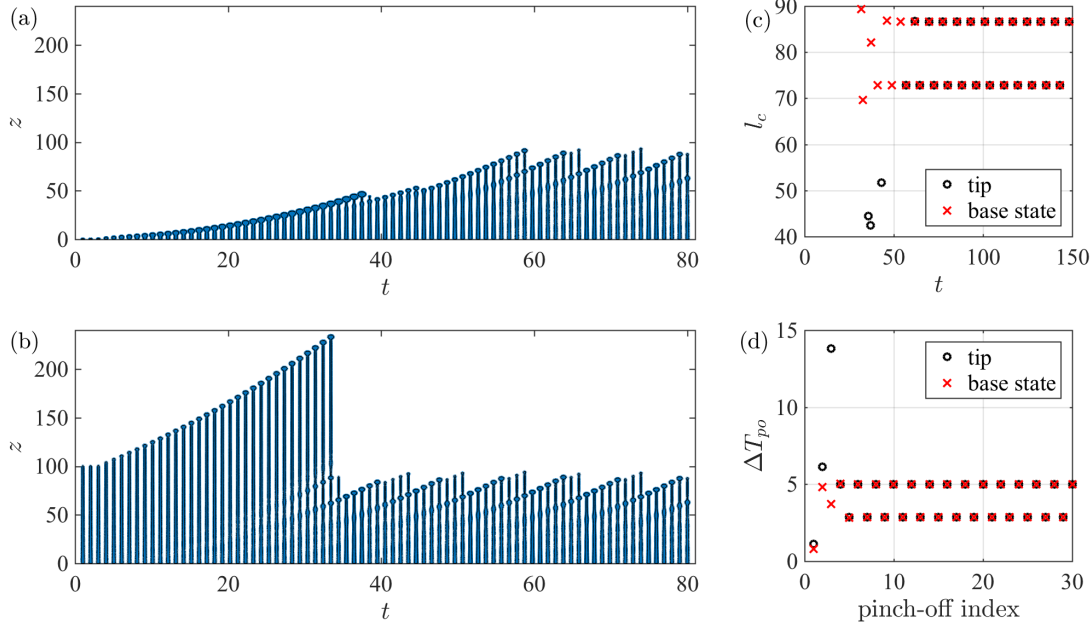 (a)
200
150
100
50
0
z
0 20 40 60 80
t
(b)
200
150
100
50
0
z
0 20 40 60 80
t
(c)
90
80
70
60
50
40
l_c
tip
base state
0 50 100 150
t
(d)
15
10
5
0
ΔT_po
tip
base state
0 10 20 30
pinch-off index